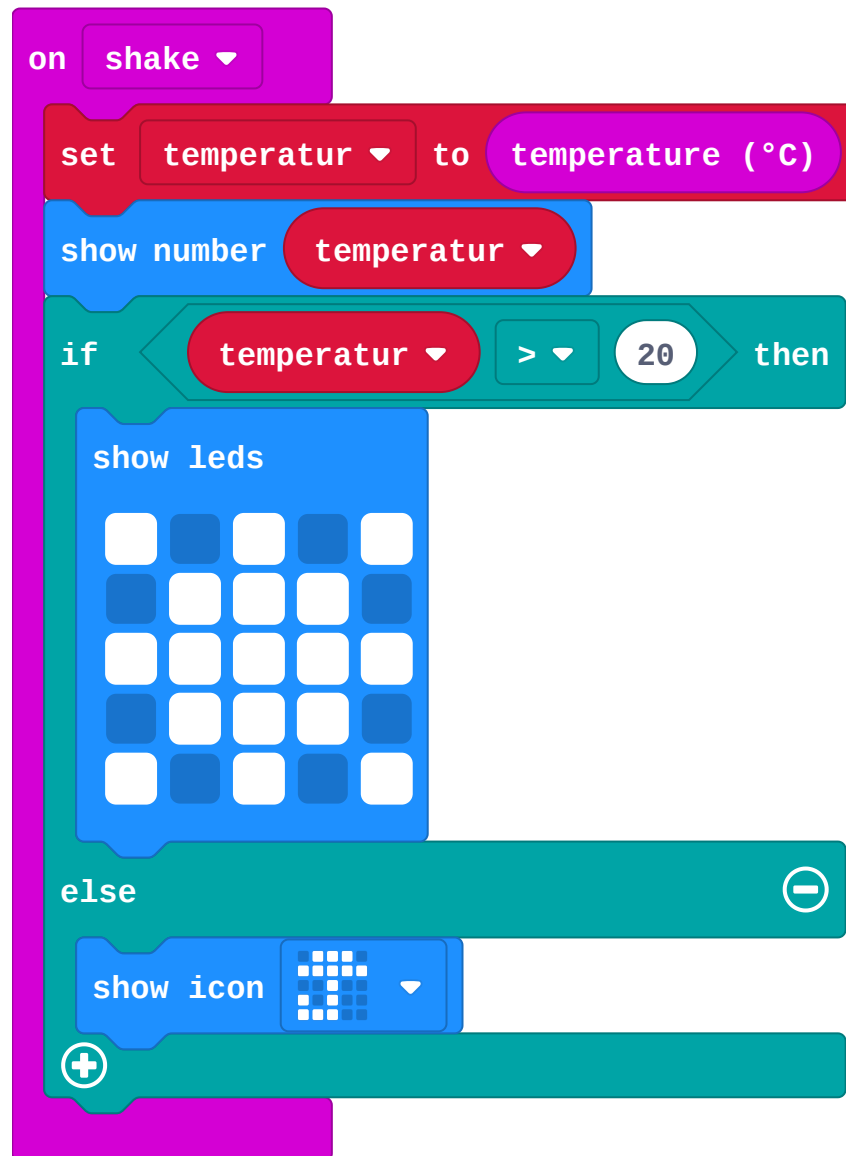 on shake
set temperatur to temperature (°C)
show number temperatur
if temperatur > 20 then
show leds
else
show icon